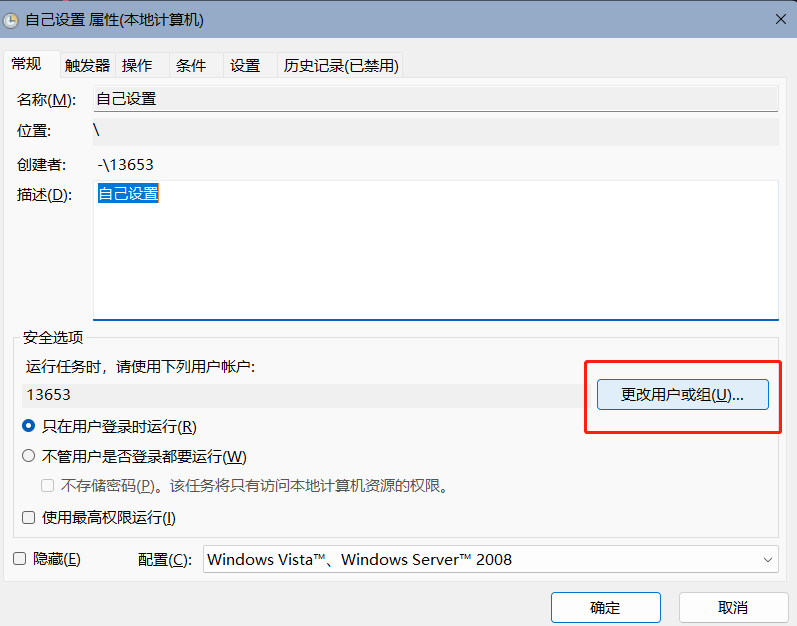 自己设置 属性(本地计算机)
常规 触发器 操作 条件 设置 历史记录(已禁用)
名称(M): 自己设置
位置: \
创建者: -\13653
描述(D): 自己设置
安全选项
运行任务时，请使用下列用户帐户:
13653 更改用户或组(U)...
只在用户登录时运行(R)
不管用户是否登录都要运行(W)
不存储密码(P)。该任务将只有访问本地计算机资源的权限。
使用最高权限运行(I)
隐藏(E) 配置(C): Windows Vista™、Windows Server™ 2008
确定 取消